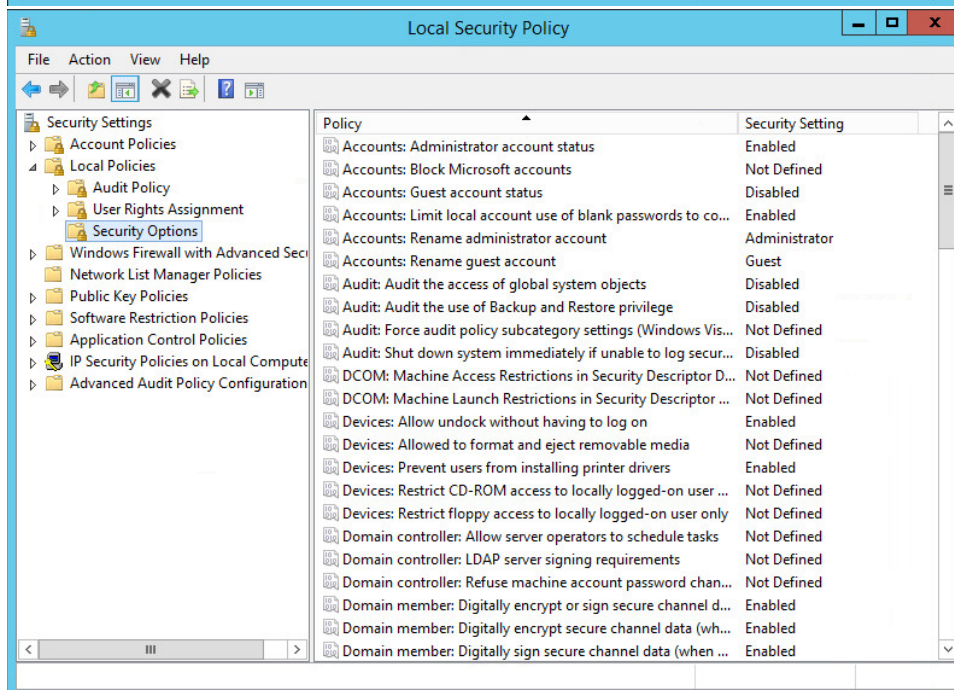 Local Security Policy
File Action View Help
Security Settings
Account Policies
Local Policies
Audit Policy
User Rights Assignment
Security Options
Windows Firewall with Advanced Secu
Network List Manager Policies
Public Key Policies
Software Restriction Policies
Application Control Policies
IP Security Policies on Local Compute
Advanced Audit Policy Configuration
Policy Security Setting
Accounts: Administrator account status Enabled
Accounts: Block Microsoft accounts Not Defined
Accounts: Guest account status Disabled
Accounts: Limit local account use of blank passwords to co... Enabled
Accounts: Rename administrator account Administrator
Accounts: Rename guest account Guest
Audit: Audit the access of global system objects Disabled
Audit: Audit the use of Backup and Restore privilege Disabled
Audit: Force audit policy subcategory settings (Windows Vis... Not Defined
Audit: Shut down system immediately if unable to log secur... Disabled
DCOM: Machine Access Restrictions in Security Descriptor D... Not Defined
DCOM: Machine Launch Restrictions in Security Descriptor ... Not Defined
Devices: Allow undock without having to log on Enabled
Devices: Allowed to format and eject removable media Not Defined
Devices: Prevent users from installing printer drivers Enabled
Devices: Restrict CD-ROM access to locally logged-on user ... Not Defined
Devices: Restrict floppy access to locally logged-on user only Not Defined
Domain controller: Allow server operators to schedule tasks Not Defined
Domain controller: LDAP server signing requirements Not Defined
Domain controller: Refuse machine account password chan... Not Defined
Domain member: Digitally encrypt or sign secure channel d... Enabled
Domain member: Digitally encrypt secure channel data (wh... Enabled
Domain member: Digitally sign secure channel data (when ... Enabled